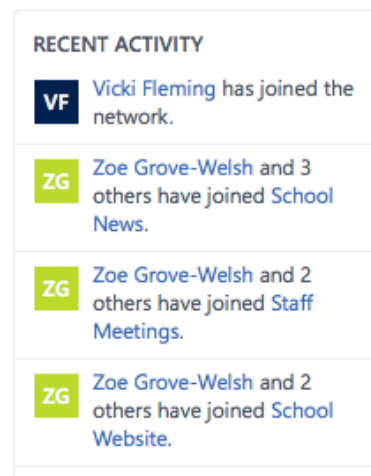 RECENT ACTIVITY
VF
Vicki Fleming has joined the
network.
ZG
Zoe Grove-Welsh and 3
others have joined School
News.
ZG
Zoe Grove-Welsh and 2
others have joined Staff
Meetings.
ZG
Zoe Grove-Welsh and 2
others have joined School
Website.